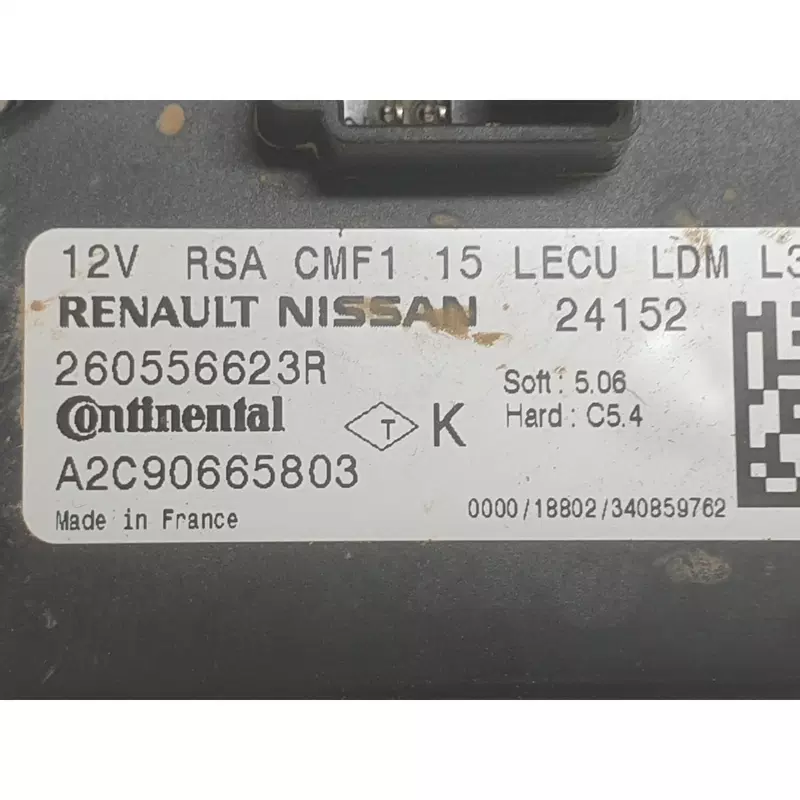 12V RSA CMF1 15 LECU LDM L3
RENAULT NISSAN 24152
260556623R
Soft : 5.06
Continental T K Hard : C5.4
A2C90665803
Made in France 0000/18802/340859762